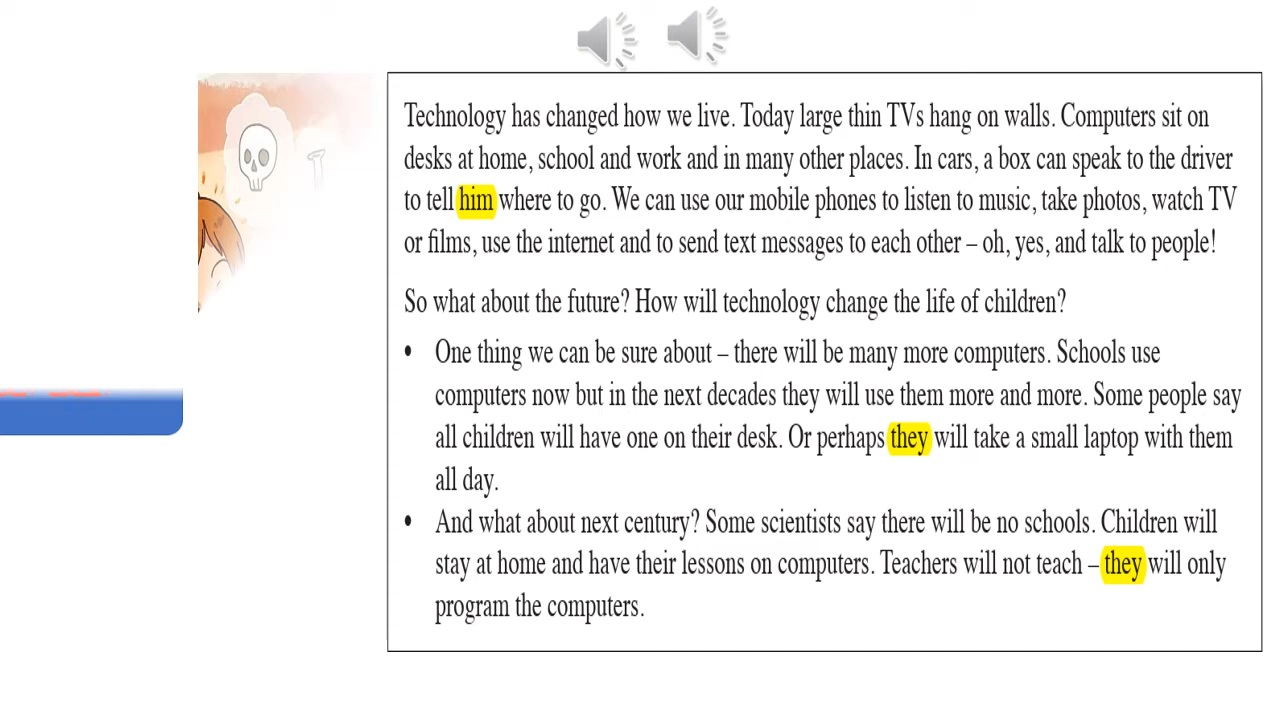 Technology has changed how we live. Today large thin TVs hang on walls. Computers sit on
desks at home, school and work and in many other places. In cars, a box can speak to the driver
to tell him where to go. We can use our mobile phones to listen to music, take photos, watch TV
or films, use the internet and to send text messages to each other – oh, yes, and talk to people!
So what about the future? How will technology change the life of children?
• One thing we can be sure about – there will be many more computers. Schools use
computers now but in the next decades they will use them more and more. Some people say
all children will have one on their desk. Or perhaps they will take a small laptop with them
all day.
• And what about next century? Some scientists say there will be no schools. Children will
stay at home and have their lessons on computers. Teachers will not teach – they will only
program the computers.